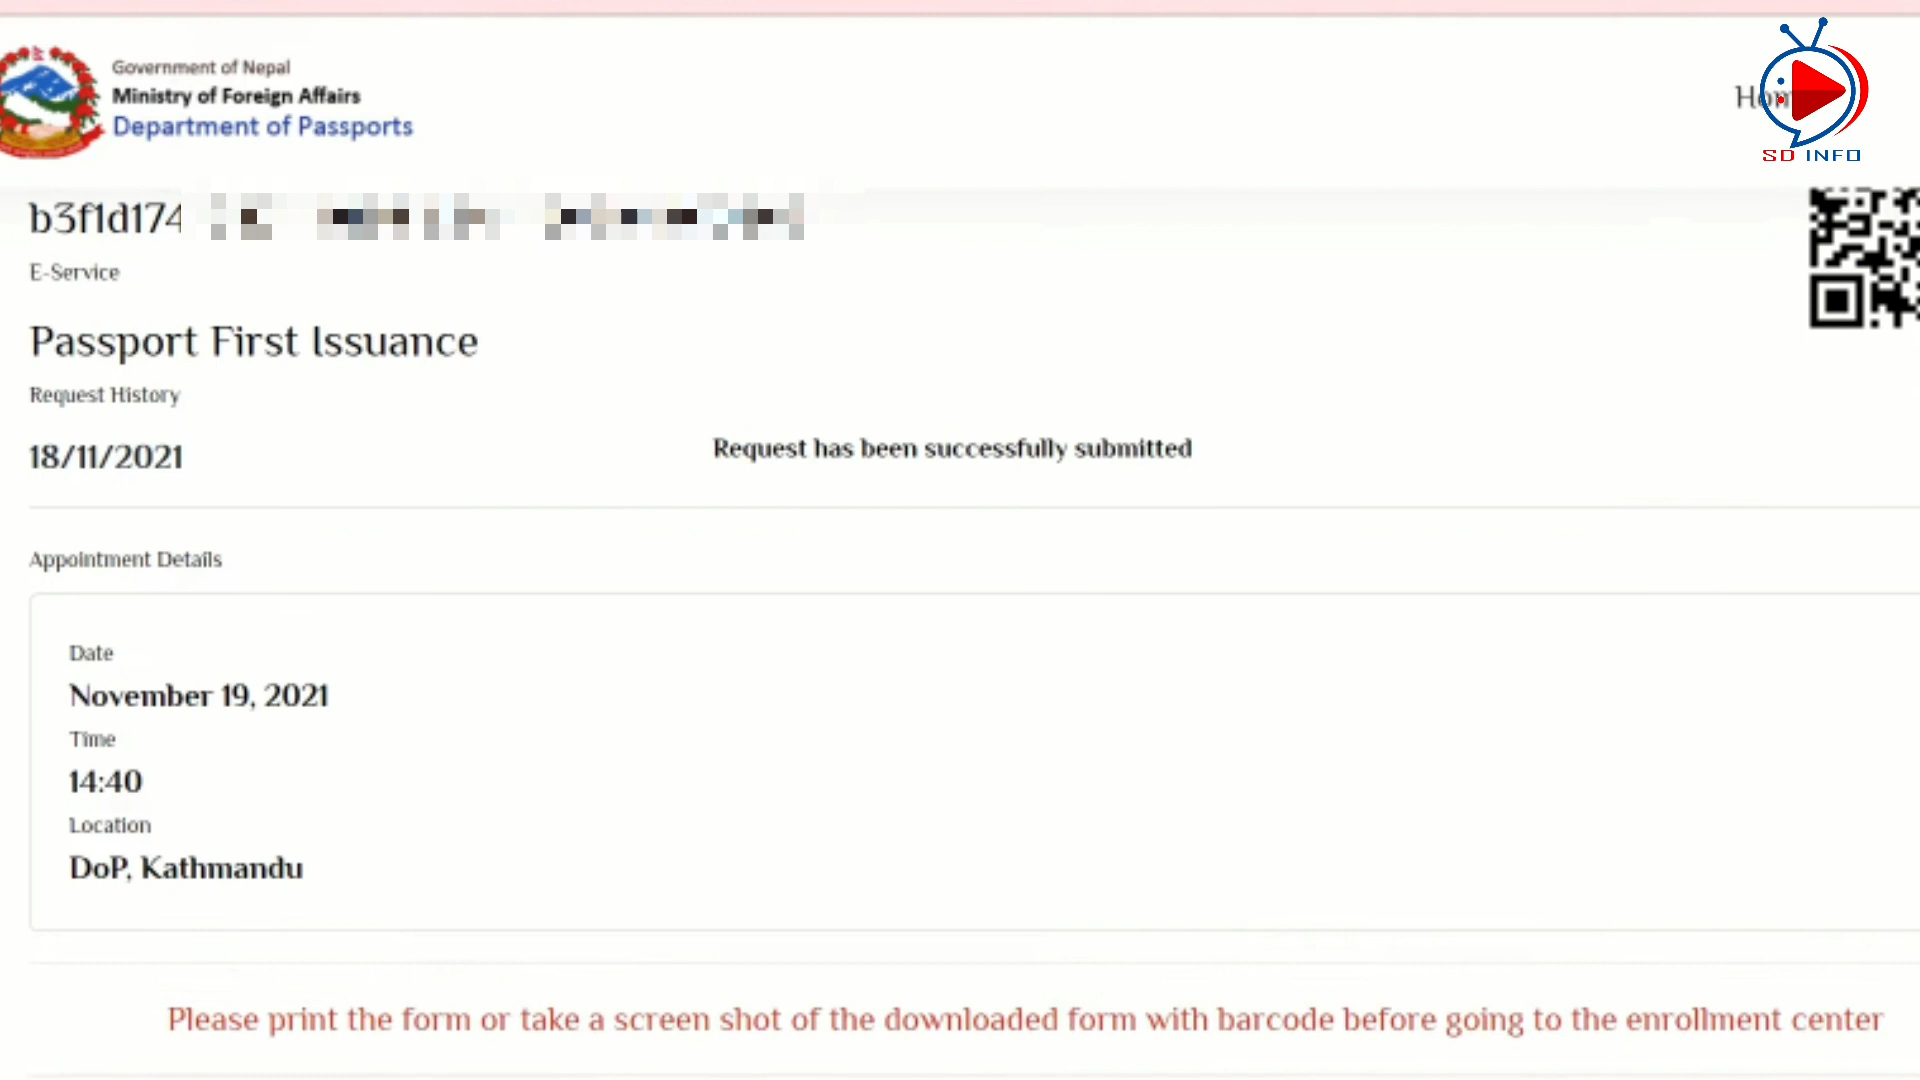 Government of Nepal
Ministry of Foreign Affairs
Department of Passports
SD INFO
b3f1d174
E-Service
Passport First Issuance
Request History
18/11/2021
Request has been successfully submitted
Appointment Details
Date
November 19, 2021
Time
14:40
Location
DoP, Kathmandu
Please print the form or take a screen shot of the downloaded form with barcode before going to the enrollment center